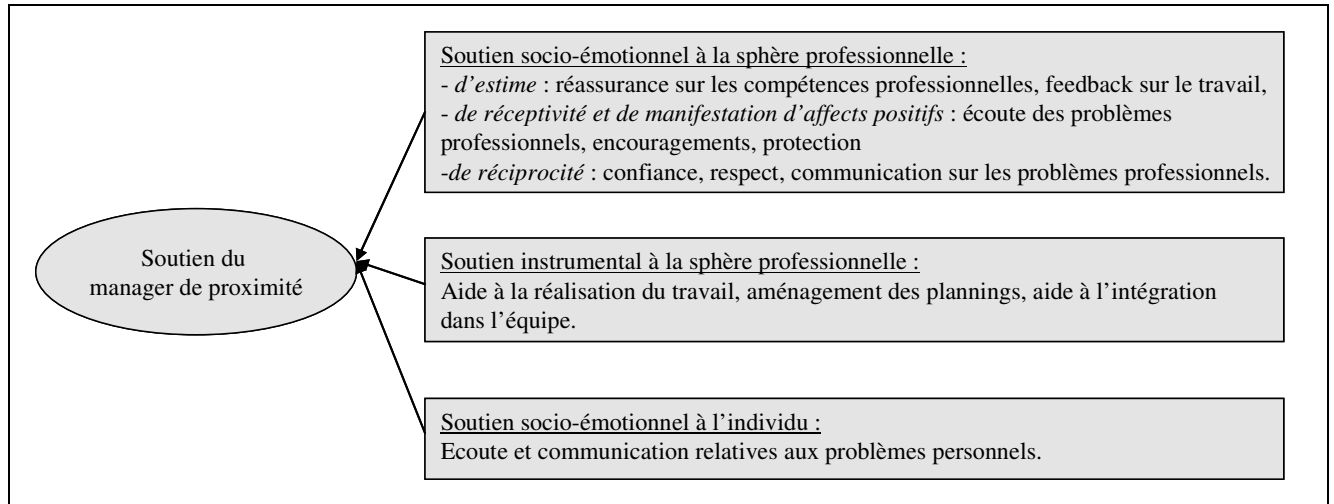 Soutien socio-émotionnel à la sphère professionnelle :
- d'estime : réassurance sur les compétences professionnelles, feedback sur le travail,
- de réceptivité et de manifestation d'affects positifs : écoute des problèmes
professionnels, encouragements, protection
-de réciprocité : confiance, respect, communication sur les problèmes professionnels.
Soutien du
manager de proximité
Soutien instrumental à la sphère professionnelle :
Aide à la réalisation du travail, aménagement des plannings, aide à l’intégration
dans l’équipe.
Soutien socio-émotionnel à l’individu :
Ecoute et communication relatives aux problèmes personnels.